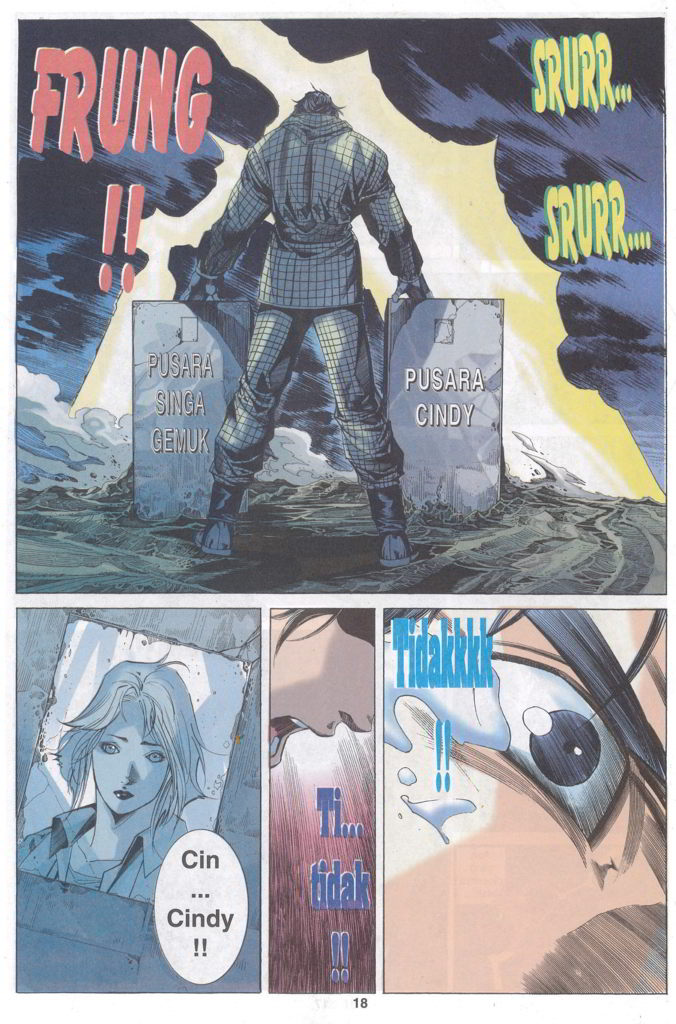 FRUNG
!!
SRURR...
SRURR....
PUSARA
SINGA
GEMUK
PUSARA
CINDY
Cin
...
Cindy
!!
Ti...
tidak
!!
Tidakkkk
!!
18